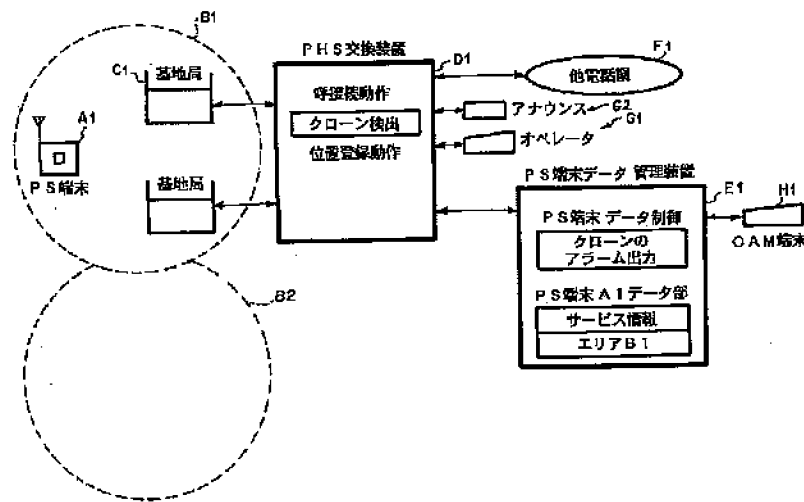 B1
C1
基地局
A1
PS端末
基地局
B2
PHS交換装置
D1
呼接続動作
クローン検出
位置登録動作
F1
他電話網
アナウンス
G2
G1
オペレータ
PS端末データ管理装置
E1
PS端末データ制御
クローンの
アラーム出力
PS端末A1データ部
サービス情報
エリアB1
H1
OAM端末